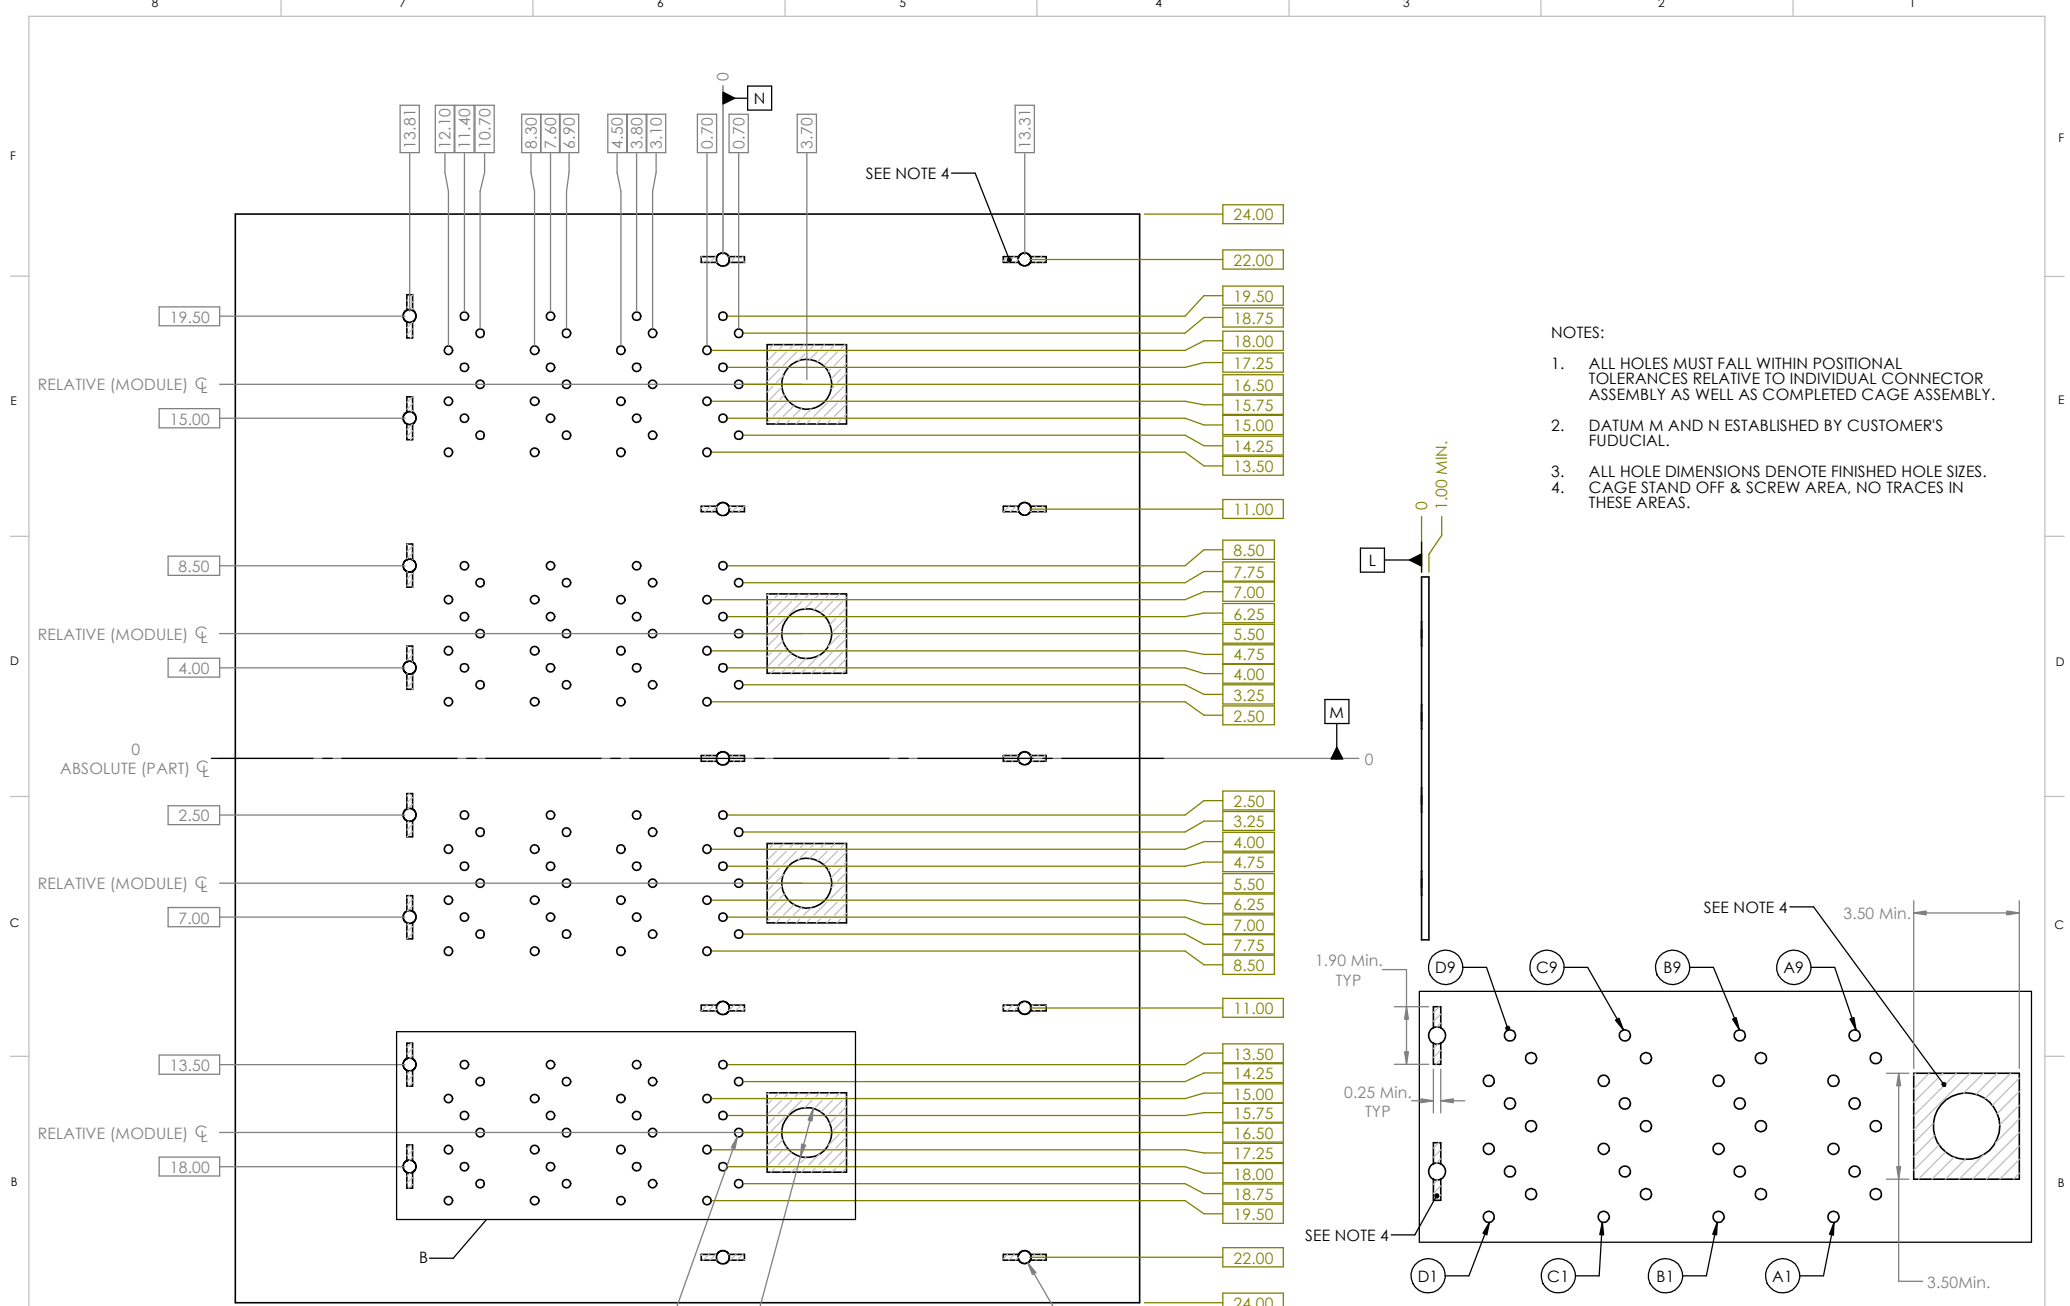 8 7 6 5 4 3 2 1
F
F
0
N
13.81 12.10 11.40 10.70 8.30 7.60 6.90 4.50 3.80 3.10 0.70 0.70 3.70 13.31
SEE NOTE 4
24.00
22.00
19.50
19.50
18.75
18.00
17.25
RELATIVE (MODULE) ℄
16.50
15.75
15.00
15.00
14.25
13.50
11.00
E
E
NOTES:
1. ALL HOLES MUST FALL WITHIN POSITIONAL
TOLERANCES RELATIVE TO INDIVIDUAL CONNECTOR
ASSEMBLY AS WELL AS COMPLETED CAGE ASSEMBLY.
2. DATUM M AND N ESTABLISHED BY CUSTOMER'S
FUDUCIAL.
3. ALL HOLE DIMENSIONS DENOTE FINISHED HOLE SIZES.
4. CAGE STAND OFF & SCREW AREA, NO TRACES IN
THESE AREAS.
0
1.00 MIN.
L
8.50
8.50
7.75
7.00
6.25
RELATIVE (MODULE) ℄
5.50
4.75
4.00
4.00
3.25
2.50
D
D
M
0
ABSOLUTE (PART) ℄
0
2.50
2.50
3.25
4.00
4.75
RELATIVE (MODULE) ℄
5.50
6.25
7.00
7.00
7.75
8.50
C
C
11.00
13.50
13.50
14.25
15.00
15.75
RELATIVE (MODULE) ℄
16.50
17.25
18.00
18.00
18.75
19.50
B
B
B
22.00
24.00
SEE NOTE 4
3.50 Min.
1.90 Min.
TYP
D9 C9 B9 A9
0.25 Min.
TYP
SEE NOTE 4
D1 C1 B1 A1
3.50Min.